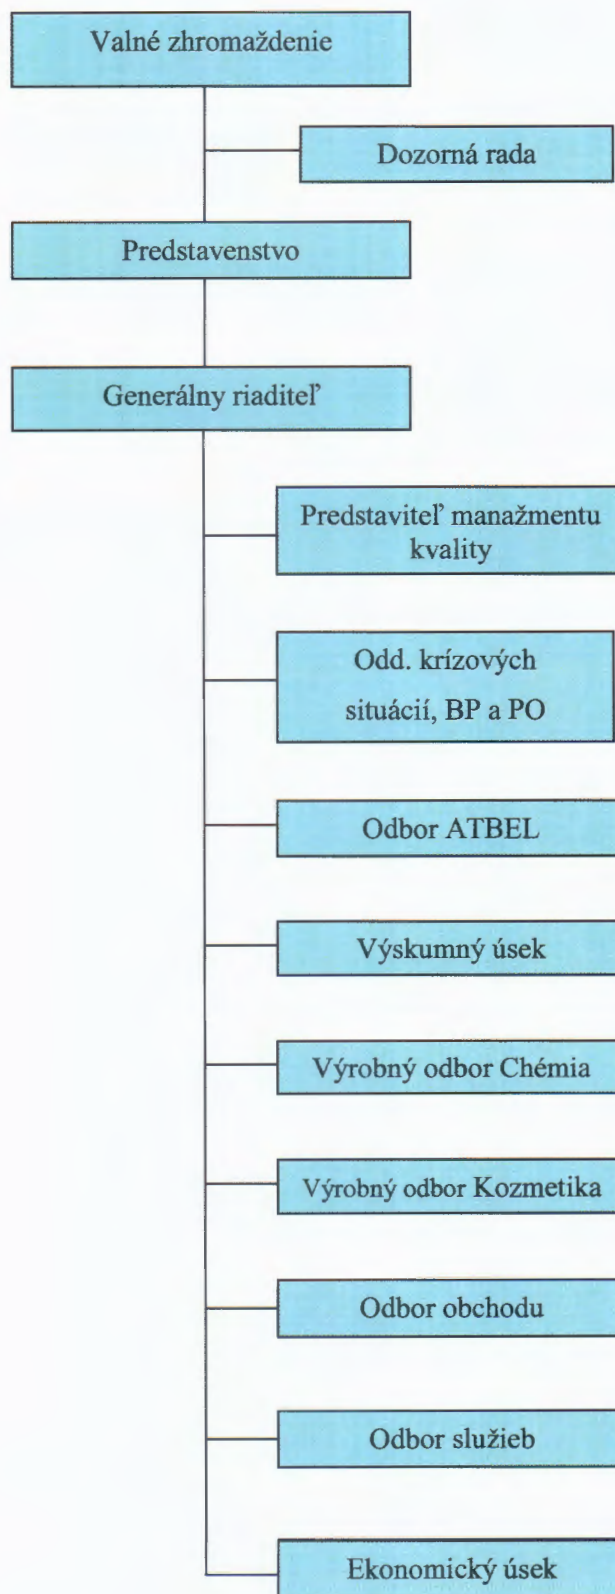 Valné zhromaždenie
Dozorná rada
Predstavenstvo
Generálny riaditeľ
Predstaviteľ manažmentu
kvality
Odd. krízových
situácií, BP a PO
Odbor ATBEL
Výskumný úsek
Výrobný odbor Chémia
Výrobný odbor Kozmetika
Odbor obchodu
Odbor služieb
Ekonomický úsek